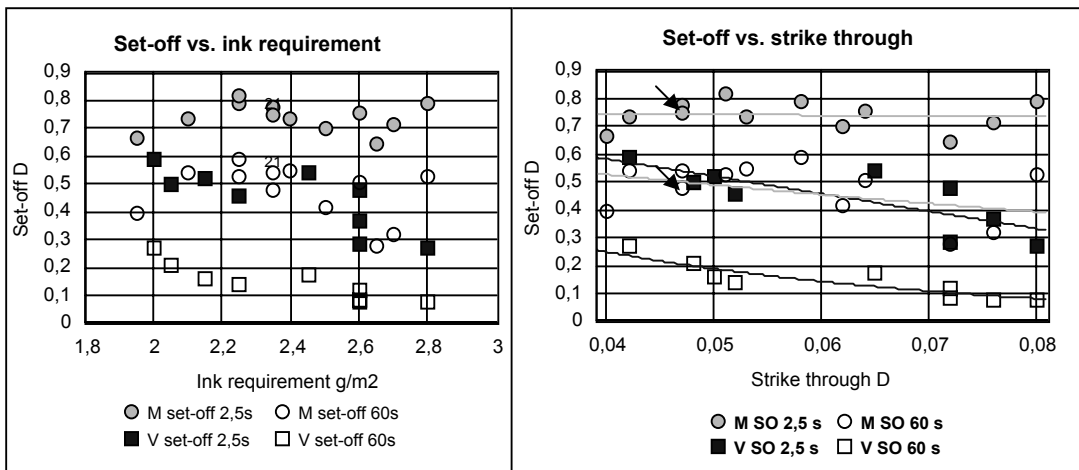 Set-off vs. ink requirement
0,9
0,8
0,7
0,6
0,5
0,4
0,3
0,2
0,1
0
Set-off D
21
21
1,8 2 2,2 2,4 2,6 2,8 3
Ink requirement g/m2
M set-off 2,5s M set-off 60s
V set-off 2,5s V set-off 60s
Set-off vs. strike through
0,9
0,8
0,7
0,6
0,5
0,4
0,3
0,2
0,1
0
Set-off D
0,04 0,05 0,06 0,07 0,08
Strike through D
M SO 2,5 s M SO 60 s
V SO 2,5 s V SO 60 s